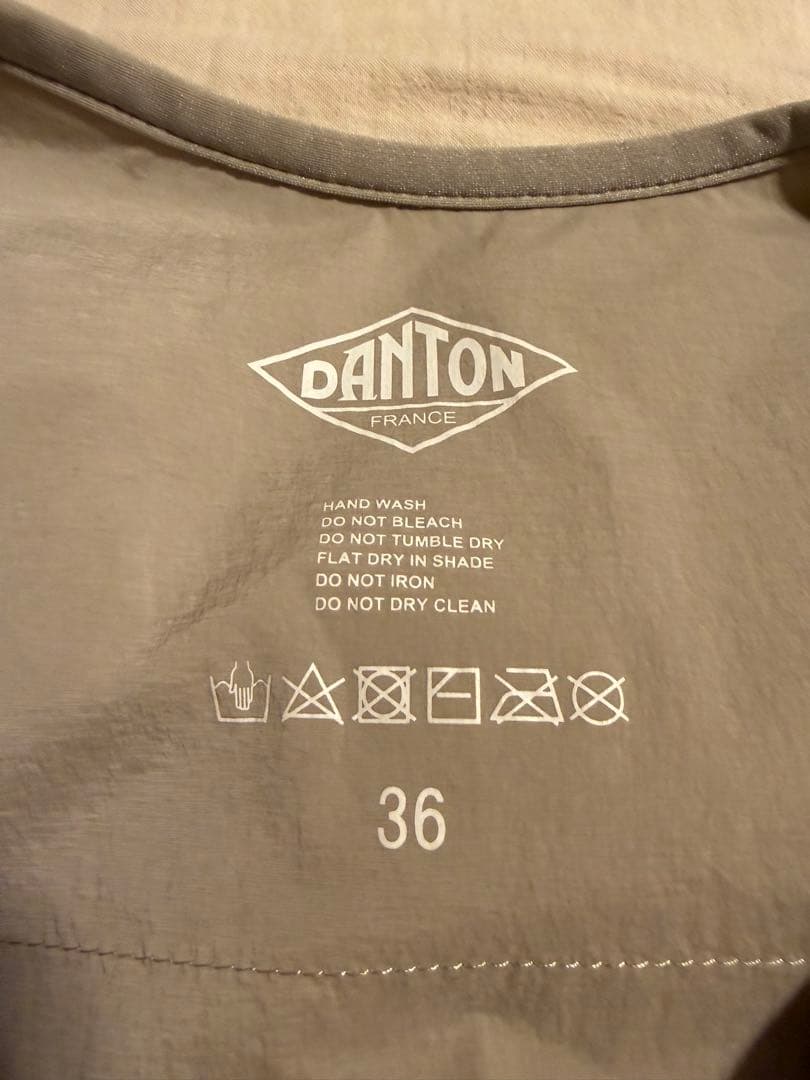 DANTON
FRANCE
HAND WASH
DO NOT BLEACH
DO NOT TUMBLE DRY
FLAT DRY IN SHADE
DO NOT IRON
DO NOT DRY CLEAN
36